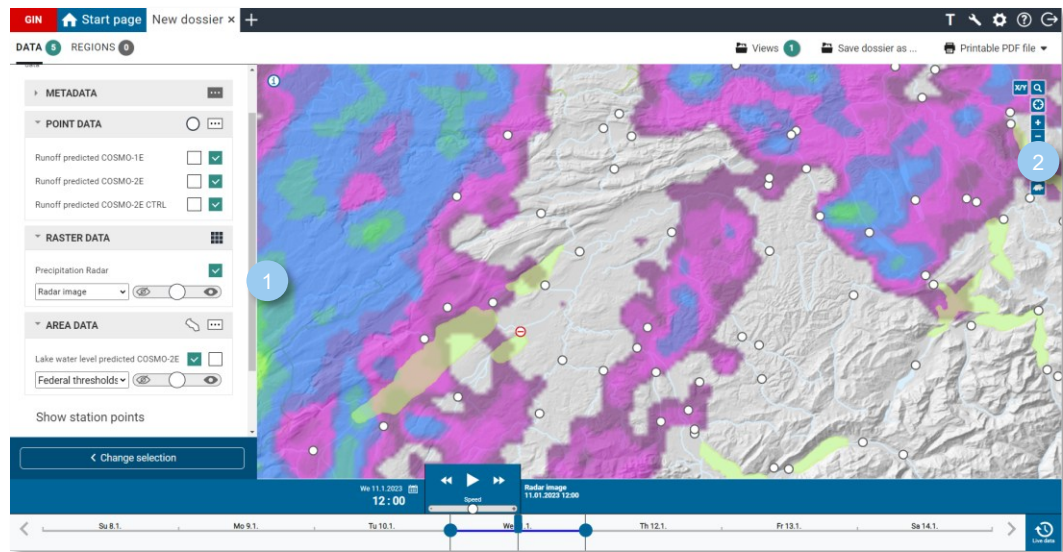 GIN Start page New dossier × + T
DATA 5 REGIONS 0 Views 1 Save dossier as ... Printable PDF file
METADATA
POINT DATA
Runoff predicted COSMO-1E
Runoff predicted COSMO-2E
Runoff predicted COSMO-2E CTRL
RASTER DATA
Precipitation Radar
Radar image
AREA DATA
Lake water level predicted COSMO-2E
Federal thresholds
Show station points
< Change selection
1
X/Y
+
−
2
We 11.1.2023
12:00
Speed
Radar image
11.01.2023 12:00
Su 8.1. Mo 9.1. Tu 10.1. We 1. Th 12.1. Fr 13.1. Sa 14.1.
Live data